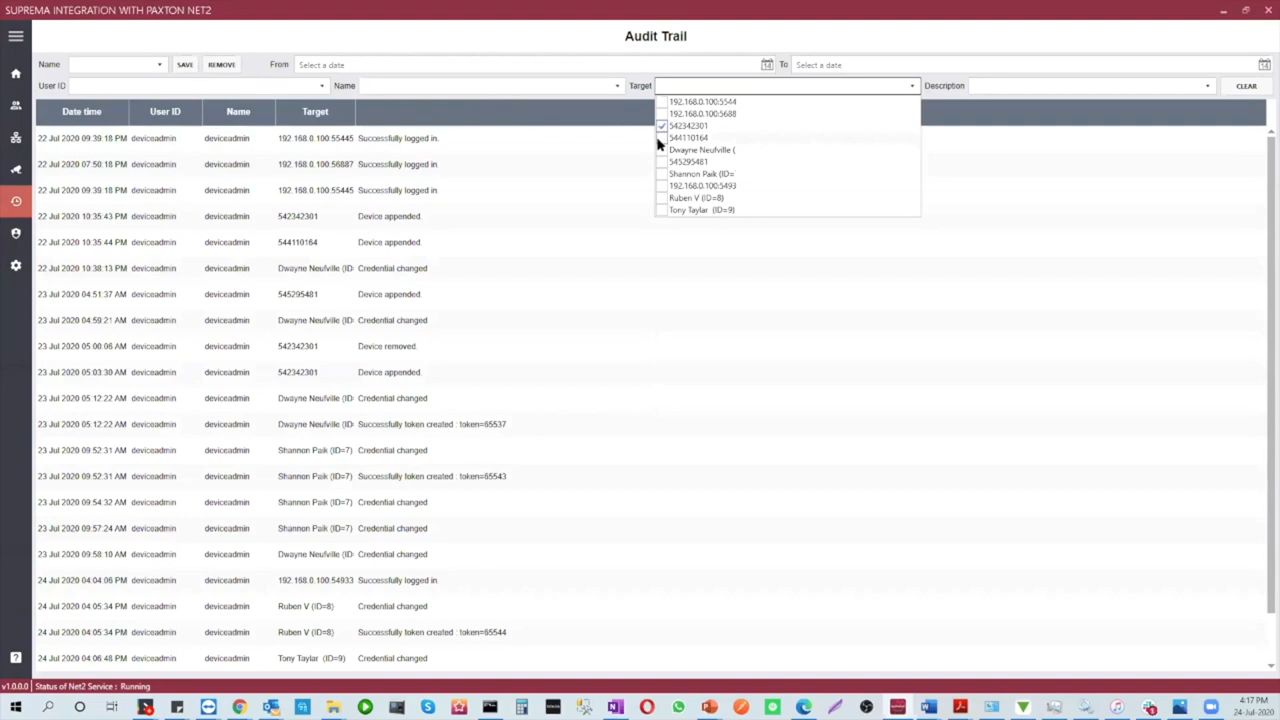 SUPREMA INTEGRATION WITH PAXTON NET2
Audit Trail
Name SAVE REMOVE From Select a date To Select a date
User ID Name Target Description CLEAR
Date time User ID Name Target
192.168.0.100:5544
192.168.0.100:5688
542342301
544110164
Dwayne Neufville (
545295481
Shannon Paik (ID=
192.168.0.100:5493
Ruben V (ID=8)
Tony Taylar (ID=9)
22 Jul 2020 09:39:18 PM deviceadmin deviceadmin 192.168.0.100:55445 Successfully logged in.
22 Jul 2020 07:50:18 PM deviceadmin deviceadmin 192.168.0.100:56887 Successfully logged in.
22 Jul 2020 09:39:18 PM deviceadmin deviceadmin 192.168.0.100:55445 Successfully logged in.
22 Jul 2020 10:35:43 PM deviceadmin deviceadmin 542342301 Device appended.
22 Jul 2020 10:35:44 PM deviceadmin deviceadmin 544110164 Device appended.
22 Jul 2020 10:38:13 PM deviceadmin deviceadmin Dwayne Neufville (ID Credential changed
23 Jul 2020 04:51:37 AM deviceadmin deviceadmin 545295481 Device appended.
23 Jul 2020 04:59:21 AM deviceadmin deviceadmin Dwayne Neufville (ID Credential changed
23 Jul 2020 05:00:06 AM deviceadmin deviceadmin 542342301 Device removed.
23 Jul 2020 05:03:30 AM deviceadmin deviceadmin 542342301 Device appended.
23 Jul 2020 05:12:22 AM deviceadmin deviceadmin Dwayne Neufville (ID Credential changed
23 Jul 2020 05:12:22 AM deviceadmin deviceadmin Dwayne Neufville (ID Successfully token created : token=65537
23 Jul 2020 09:52:31 AM deviceadmin deviceadmin Shannon Paik (ID=7) Credential changed
23 Jul 2020 09:52:31 AM deviceadmin deviceadmin Shannon Paik (ID=7) Successfully token created : token=65543
23 Jul 2020 09:54:32 AM deviceadmin deviceadmin Shannon Paik (ID=7) Credential changed
23 Jul 2020 09:57:24 AM deviceadmin deviceadmin Shannon Paik (ID=7) Credential changed
23 Jul 2020 09:58:10 AM deviceadmin deviceadmin Dwayne Neufville (ID Credential changed
24 Jul 2020 04:04:06 PM deviceadmin deviceadmin 192.168.0.100:54933 Successfully logged in.
24 Jul 2020 04:05:34 PM deviceadmin deviceadmin Ruben V (ID=8) Credential changed
24 Jul 2020 04:05:34 PM deviceadmin deviceadmin Ruben V (ID=8) Successfully token created : token=65544
24 Jul 2020 04:06:48 PM deviceadmin deviceadmin Tony Taylar (ID=9) Credential changed
v1.0.0.0 Status of Net2 Service : Running
4:17 PM
24-Jul-2020